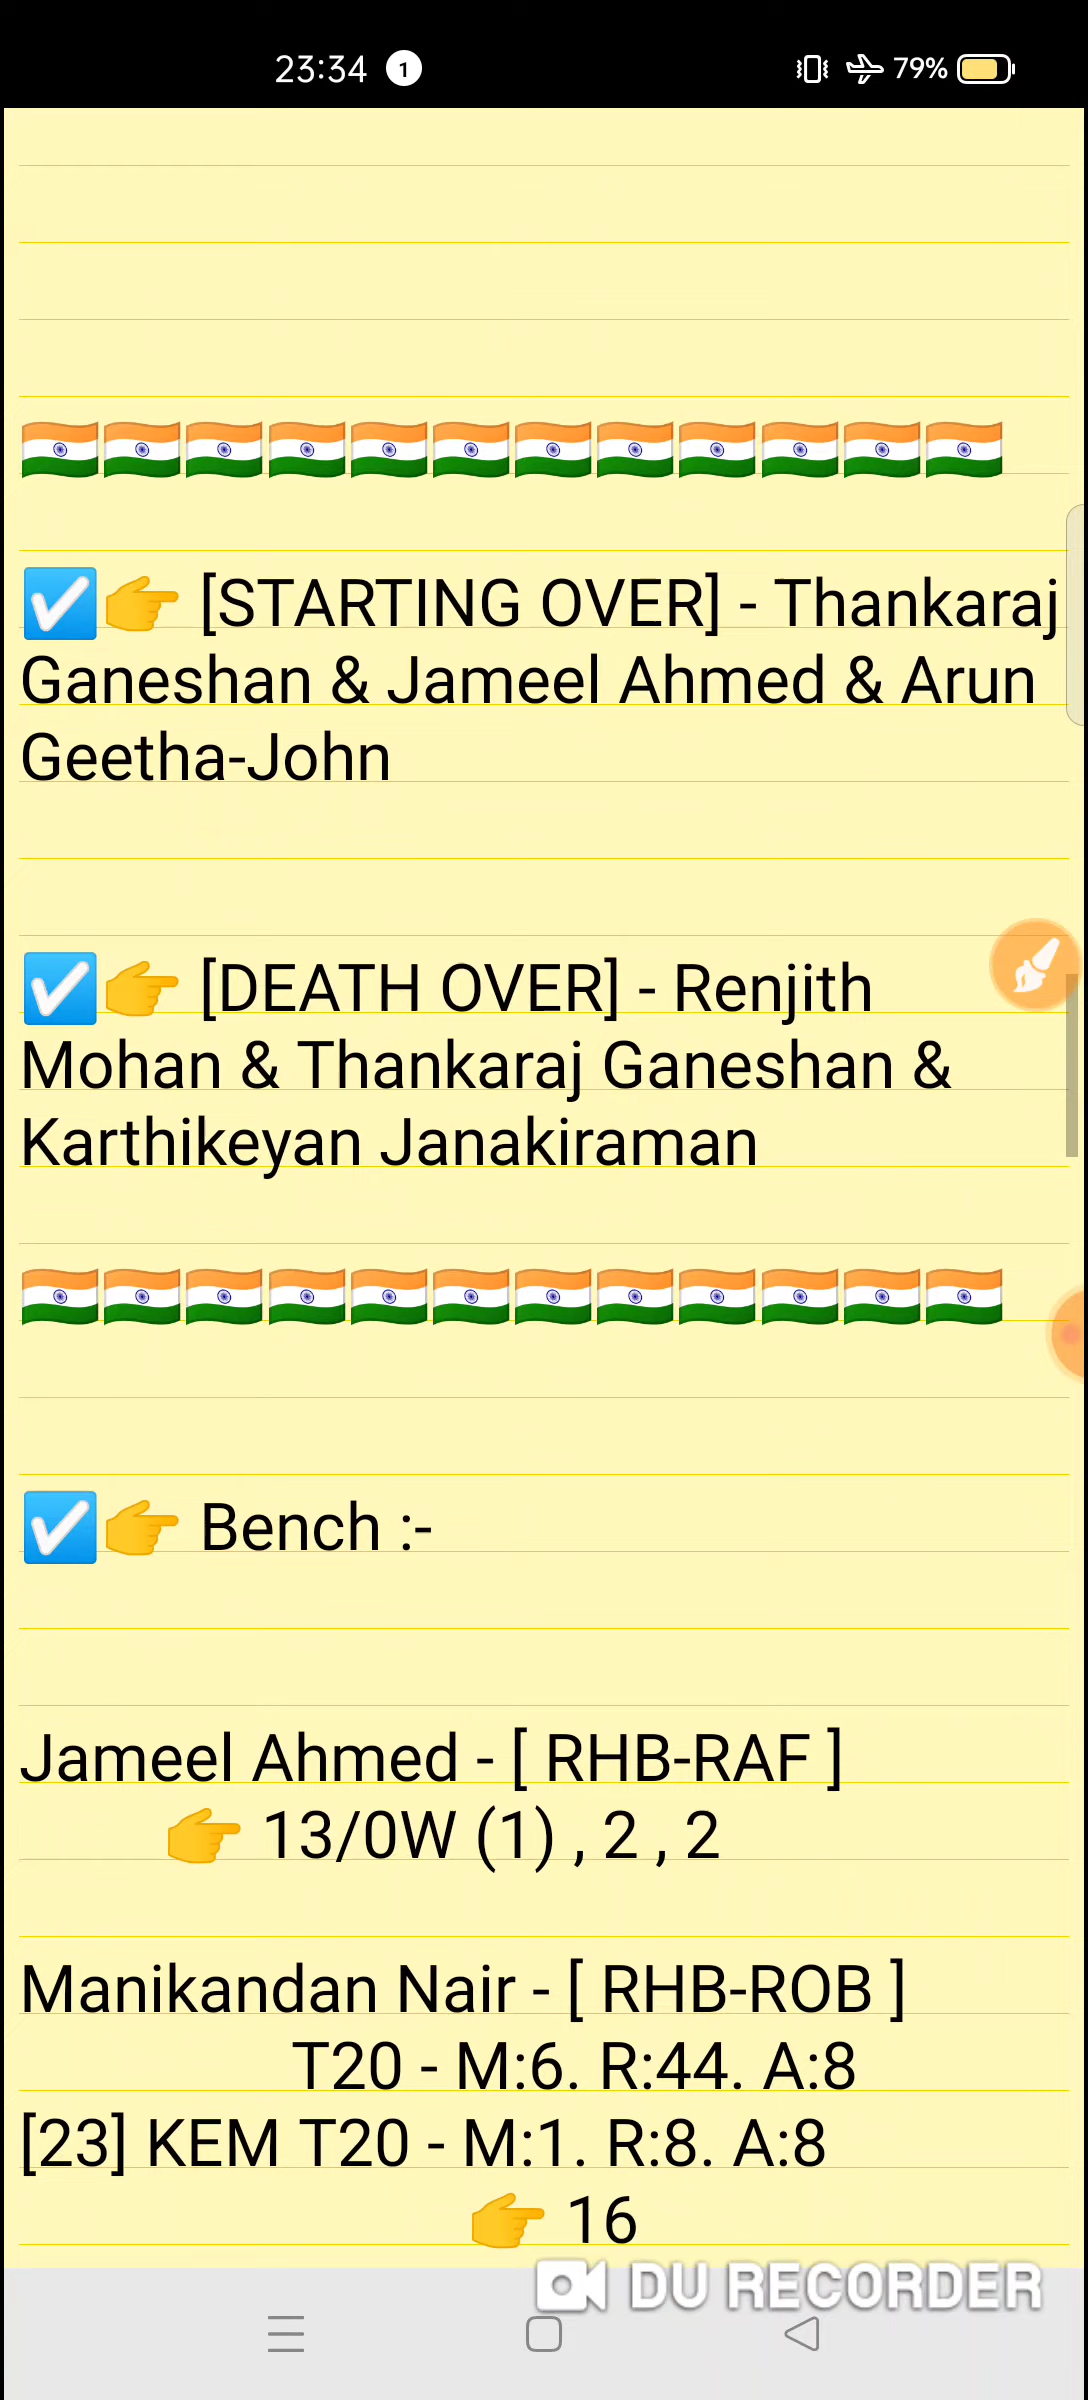 23:34 1 79%
🇮🇳🇮🇳🇮🇳🇮🇳🇮🇳🇮🇳🇮🇳🇮🇳🇮🇳🇮🇳🇮🇳🇮🇳
☑️👉 [STARTING OVER] - Thankaraj
Ganeshan & Jameel Ahmed & Arun
Geetha-John
☑️👉 [DEATH OVER] - Renjith
Mohan & Thankaraj Ganeshan &
Karthikeyan Janakiraman
🇮🇳🇮🇳🇮🇳🇮🇳🇮🇳🇮🇳🇮🇳🇮🇳🇮🇳🇮🇳🇮🇳🇮🇳
☑️👉 Bench :-
Jameel Ahmed - [ RHB-RAF ]
👉 13/0W (1) , 2 , 2
Manikandan Nair - [ RHB-ROB ]
T20 - M:6. R:44. A:8
[23] KEM T20 - M:1. R:8. A:8
👉 16
DU RECORDER